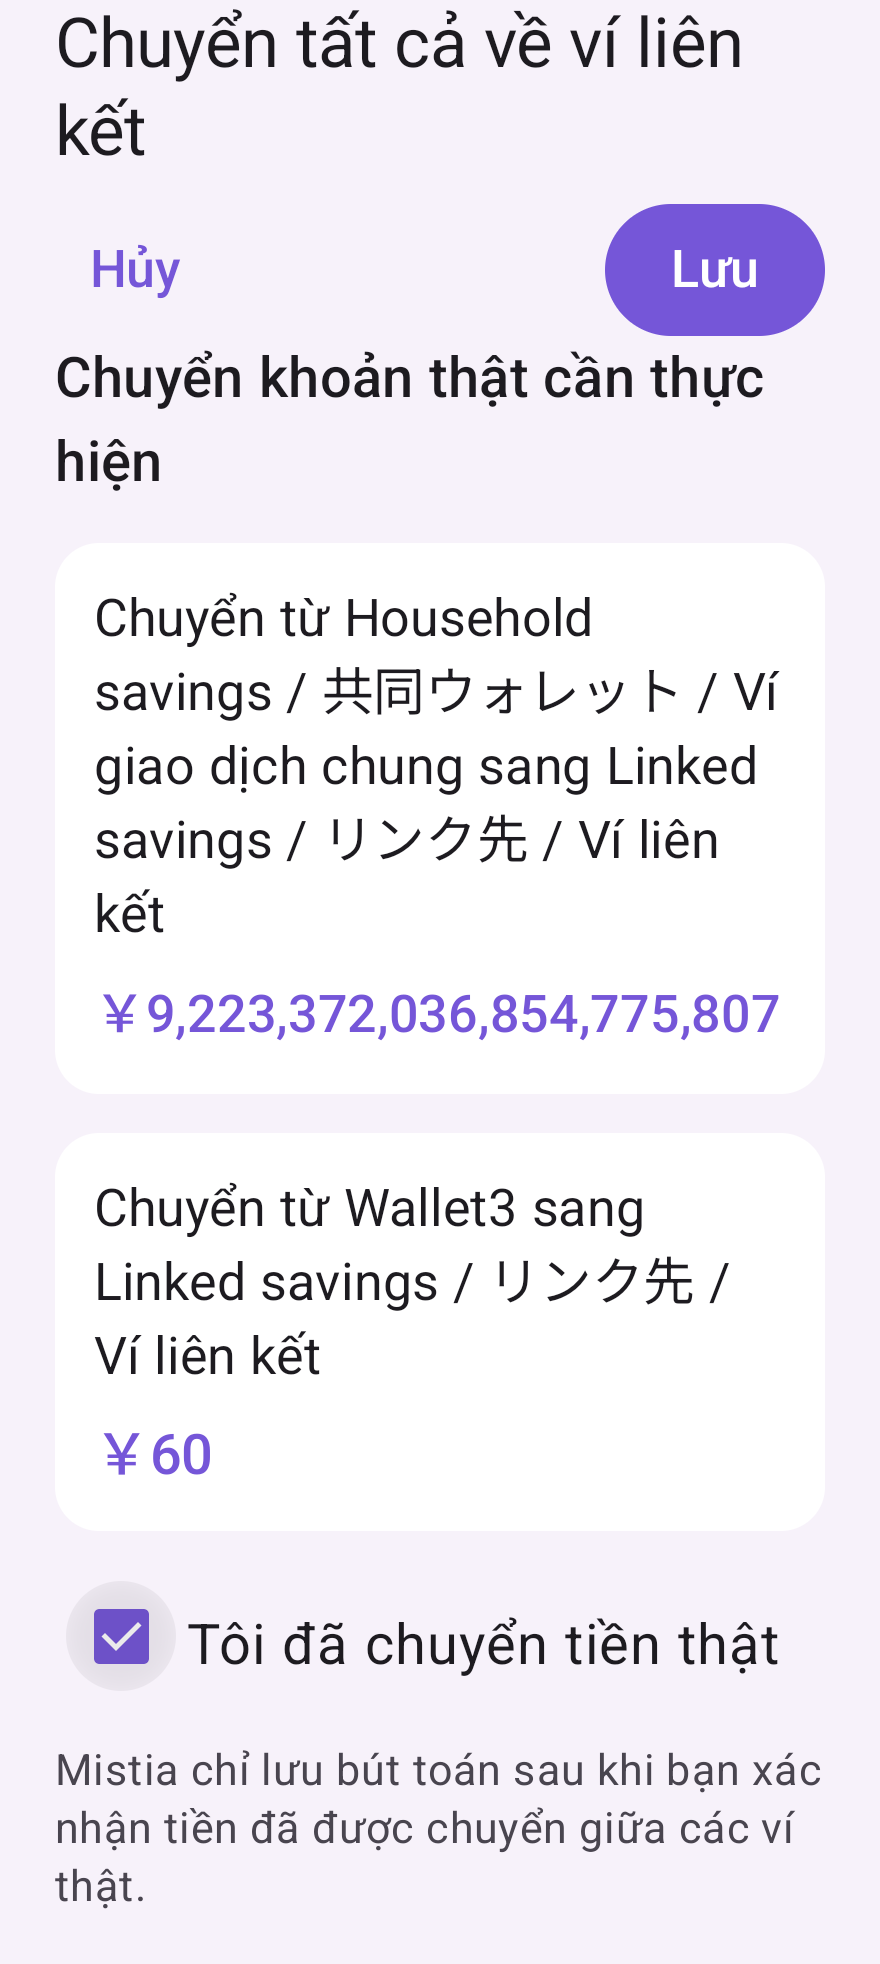 Chuyển tất cả về ví liên
kết
Hủy
Lưu
Chuyển khoản thật cần thực
hiện
Chuyển từ Household
savings / 共同ウォレット / Ví
giao dịch chung sang Linked
savings / リンク先 / Ví liên
kết
￥9,223,372,036,854,775,807
Chuyển từ Wallet3 sang
Linked savings / リンク先 /
Ví liên kết
￥60
Tôi đã chuyển tiền thật
Mistia chỉ lưu bút toán sau khi bạn xác
nhận tiền đã được chuyển giữa các ví
thật.